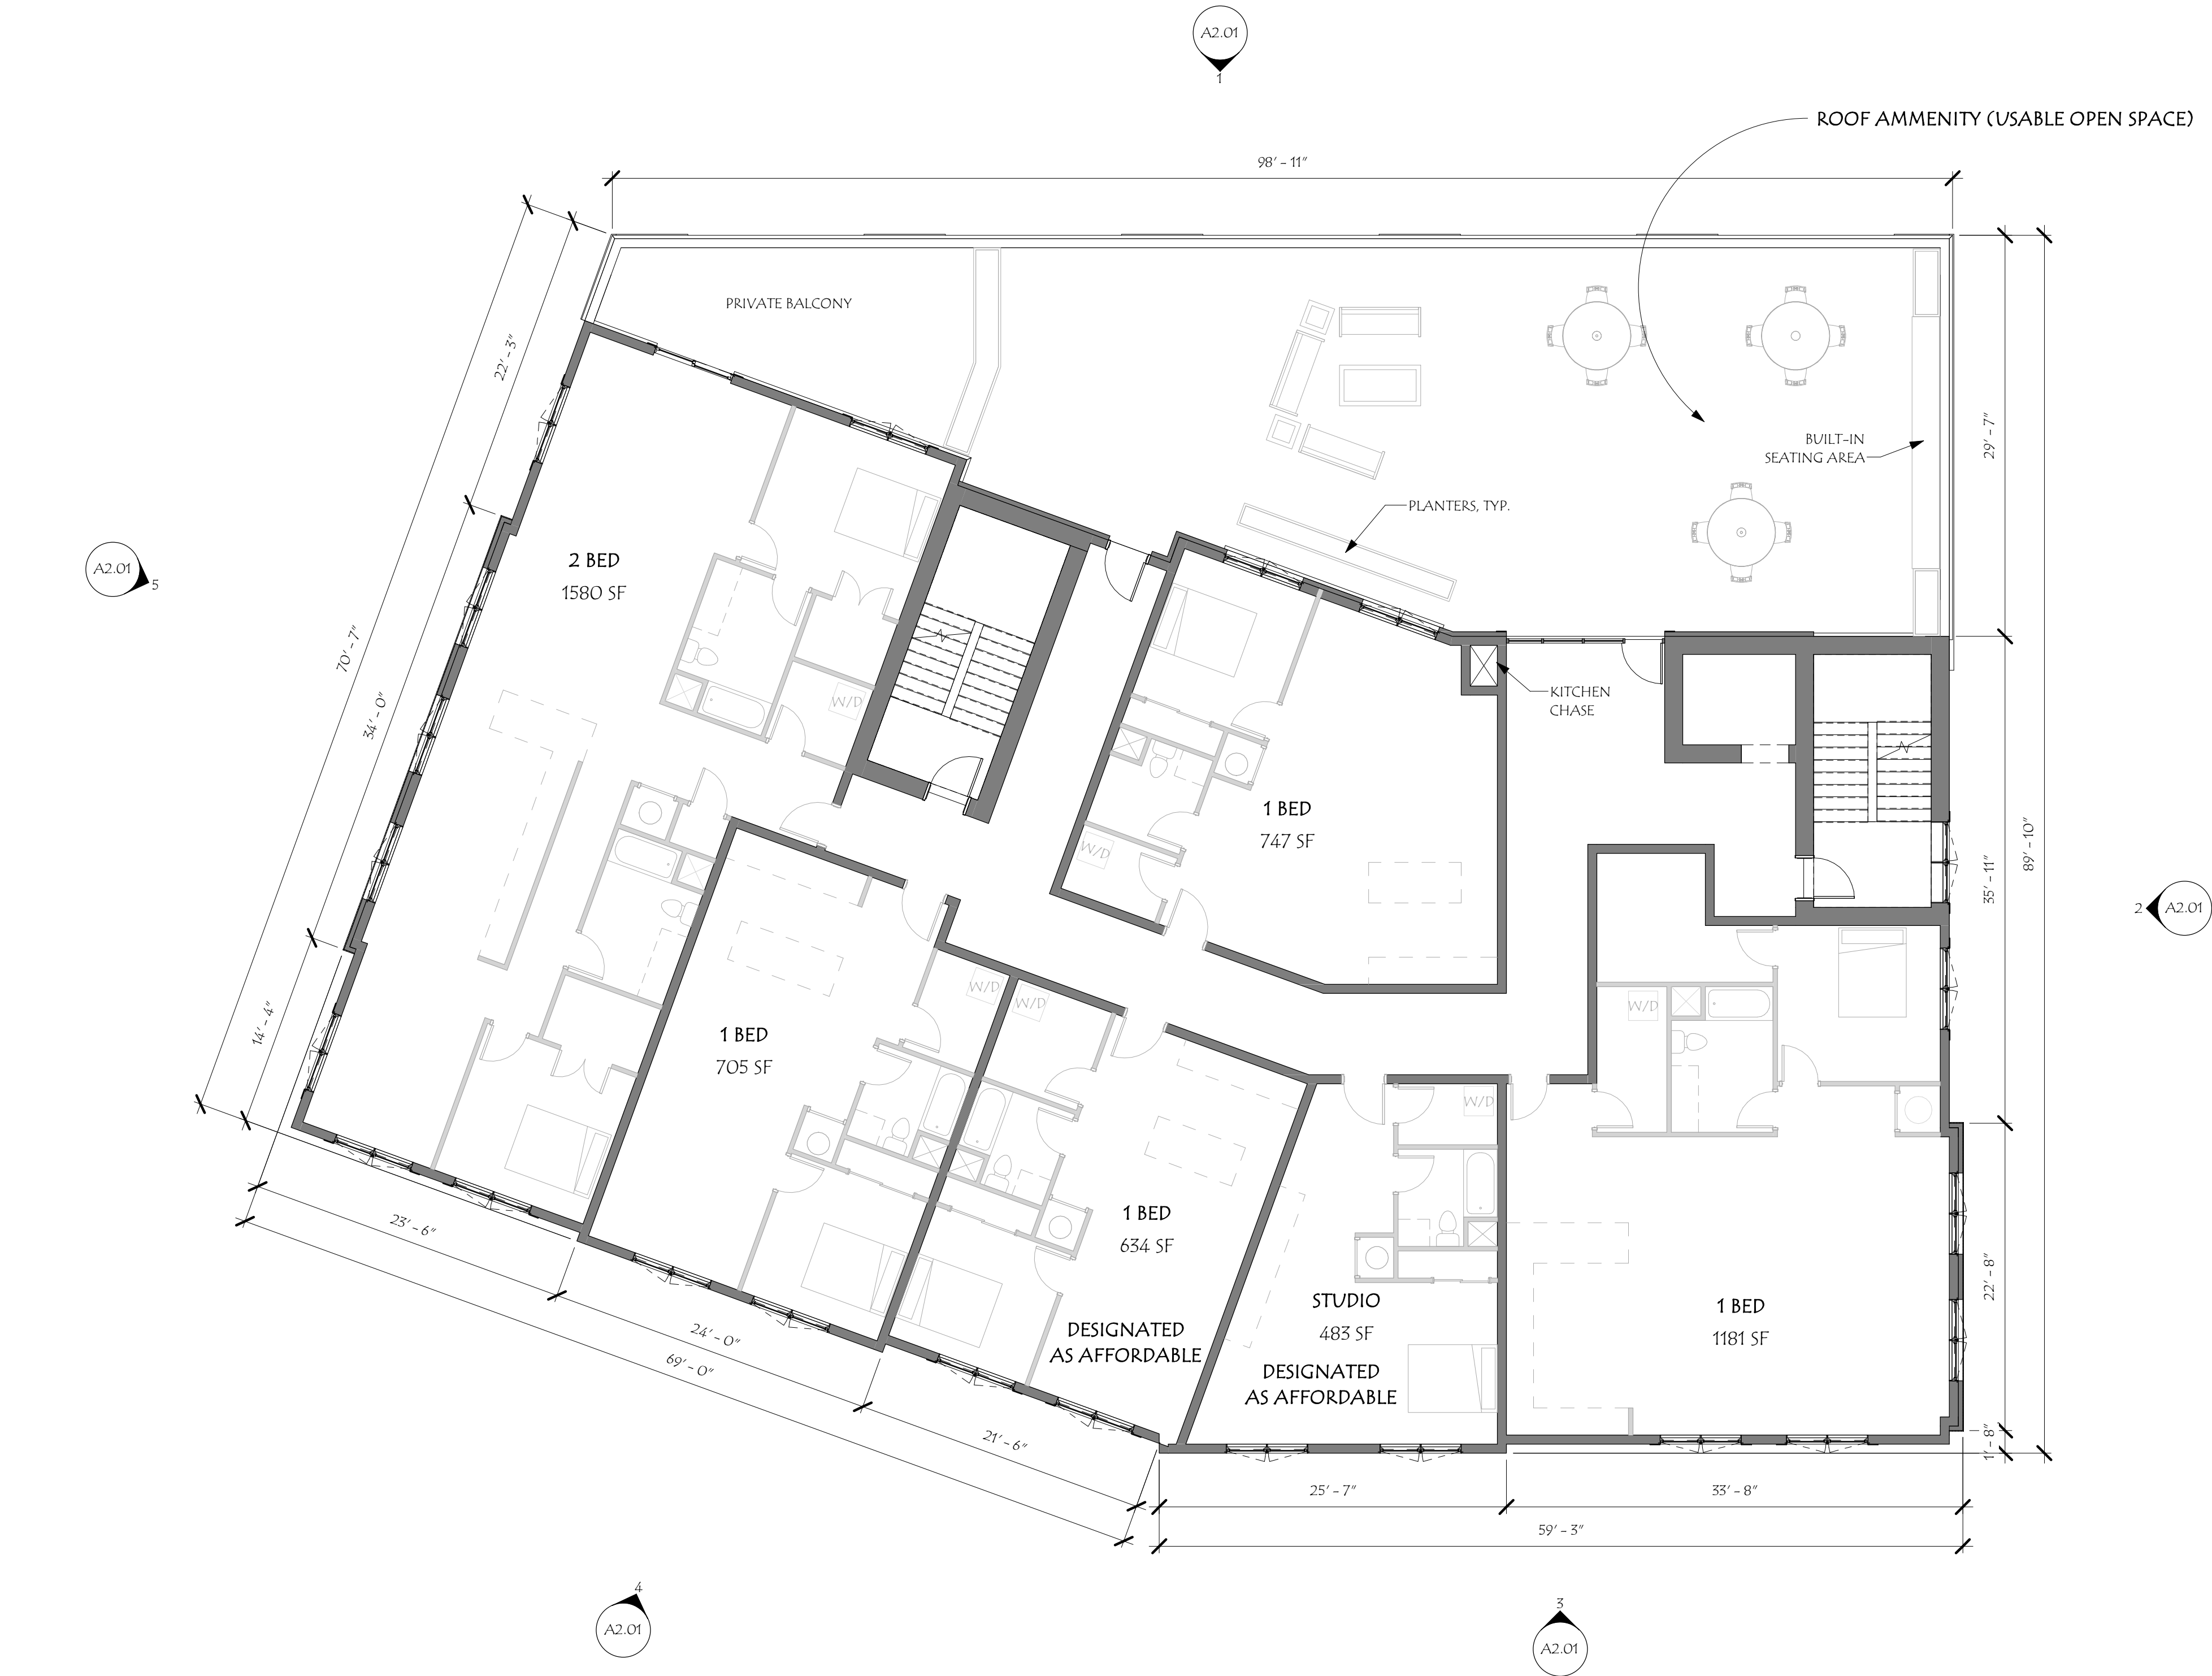 A2.01
1
ROOF AMMENITY (USABLE OPEN SPACE)
98' - 11"
PRIVATE BALCONY
22' - 3"
29' - 7"
BUILT-IN
SEATING AREA
PLANTERS, TYP.
A2.01
5
2 BED
1580 SF
70' - 7"
34' - 0"
W/D
KITCHEN
CHASE
1 BED
747 SF
W/D
35' - 11"
89' - 10"
2
A2.01
14' - 4"
W/D
W/D
W/D
1 BED
705 SF
W/D
1 BED
634 SF
DESIGNATED
AS AFFORDABLE
STUDIO
483 SF
DESIGNATED
AS AFFORDABLE
1 BED
1181 SF
22' - 8"
1' - 8"
23' - 6"
24' - 0"
69' - 0"
21' - 6"
25' - 7"
33' - 8"
59' - 3"
4
A2.01
3
A2.01